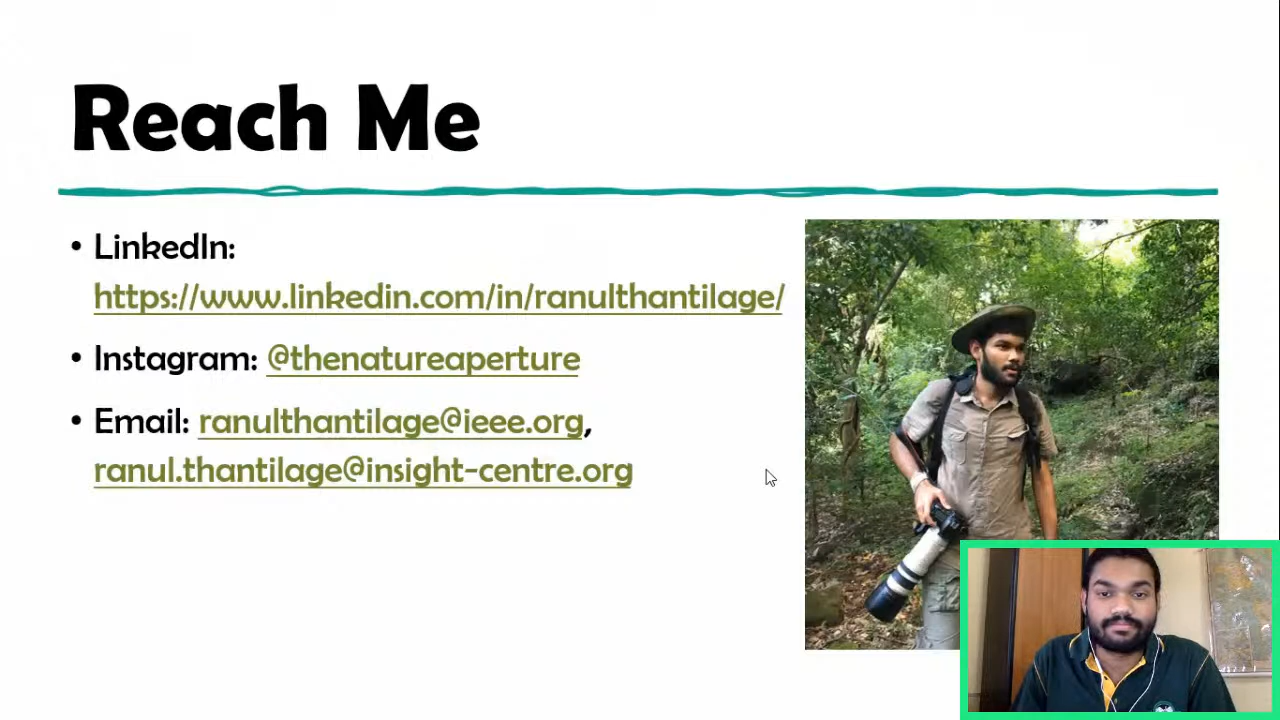 Reach Me
• LinkedIn:
https://www.linkedin.com/in/ranulthantilage/
• Instagram: @thenatureaperture
• Email: ranulthantilage@ieee.org,
ranul.thantilage@insight-centre.org